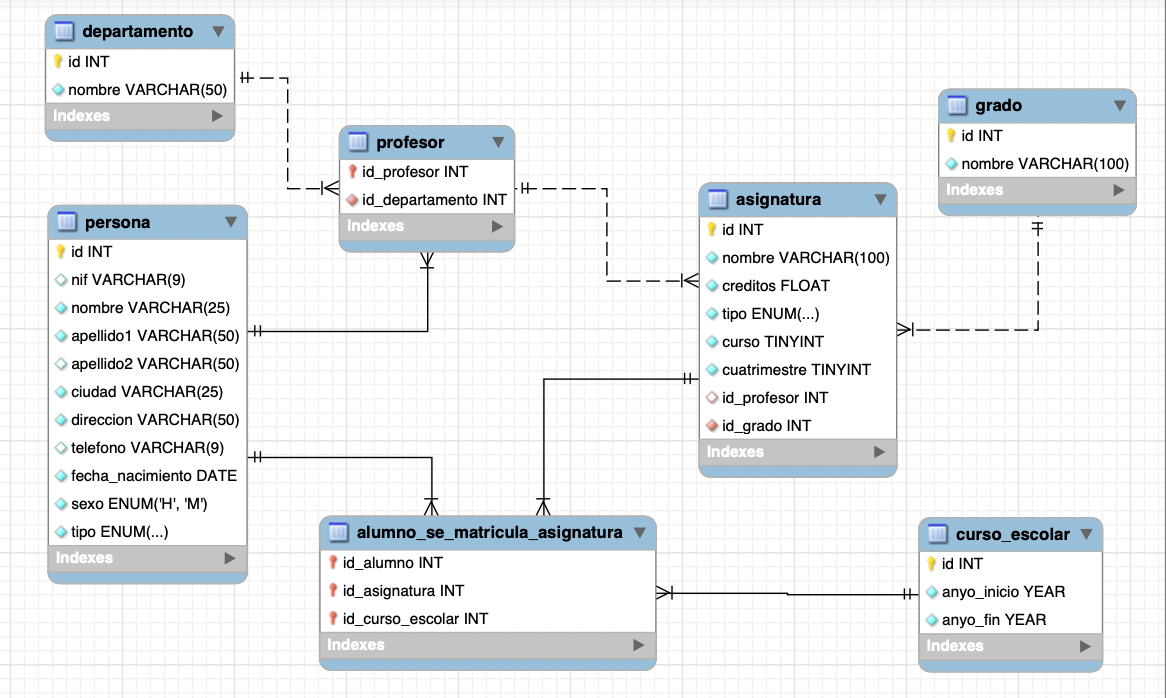 departamento
id INT
nombre VARCHAR(50)
Indexes
profesor
id_profesor INT
id_departamento INT
Indexes
grado
id INT
nombre VARCHAR(100)
Indexes
persona
id INT
nif VARCHAR(9)
nombre VARCHAR(25)
apellido1 VARCHAR(50)
apellido2 VARCHAR(50)
ciudad VARCHAR(25)
direccion VARCHAR(50)
telefono VARCHAR(9)
fecha_nacimiento DATE
sexo ENUM('H', 'M')
tipo ENUM(...)
Indexes
asignatura
id INT
nombre VARCHAR(100)
creditos FLOAT
tipo ENUM(...)
curso TINYINT
cuatrimestre TINYINT
id_profesor INT
id_grado INT
Indexes
alumno_se_matricula_asignatura
id_alumno INT
id_asignatura INT
id_curso_escolar INT
Indexes
curso_escolar
id INT
anyo_inicio YEAR
anyo_fin YEAR
Indexes